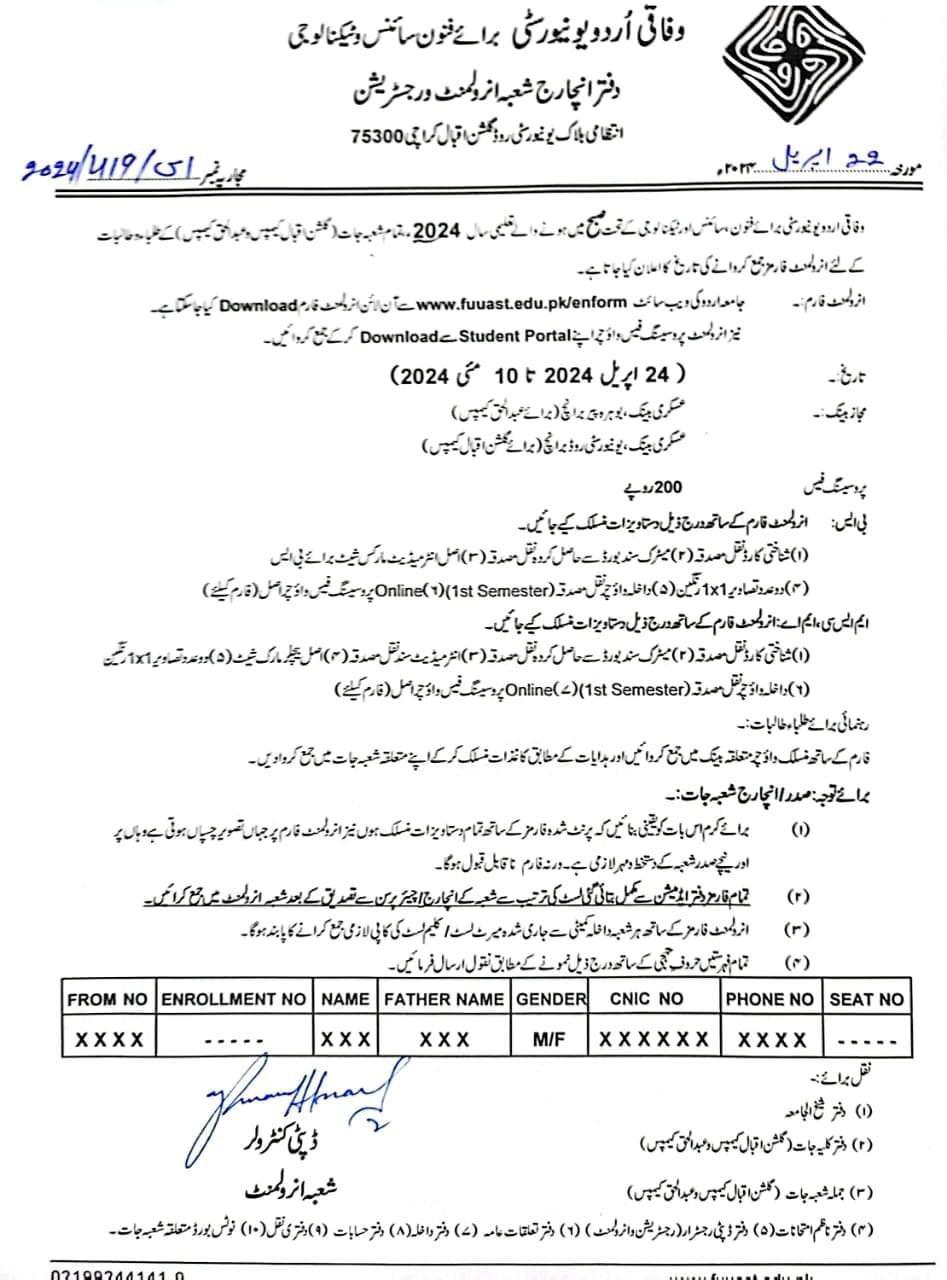 وفاقی اُردو یونیورسٹی برائے فنون سائنس و ٹیکنالوجی
دفتر انچارج شعبہ انرولمنٹ و رجسٹریشن
انتظامی بلاک یونیورسٹی روڈ گلشن اقبال کراچی 75300
مورخہ 22 اپریل ۲۰۲۴ء
مجاریہ نمبر 2024/419/اس
وفاقی اردو یونیورسٹی برائے فنون، سائنس اور ٹیکنالوجی کے تحت صبح میں ہونے والے تعلیمی سال 2024ء تمام شعبہ جات (گلشن اقبال کیمپس و عبدالحق کیمپس) کے طلباء و طالبات
کے لئے انرولمنٹ فارمز جمع کروانے کی تاریخ کا اعلان کیا جاتا ہے۔
انرولمنٹ فارم :۔ جامعہ اردو کی ویب سائٹ www.fuuast.edu.pk/enform سے آن لائن انرولمنٹ فارم Download کیا جاسکتا ہے۔
نیز انرولمنٹ پروسیسنگ فیس واؤچر اپنے Student Portal سے Download کر کے جمع کروائیں۔
تاریخ:۔ ( 24 اپریل 2024 تا 10 مئی 2024)
مجاز بینک :۔ عسکری بینک، بوہرہ پیر برانچ (برائے عبدالحق کیمپس)
عسکری بینک، یونیورسٹی روڈ برانچ (برائے گلشن اقبال کیمپس)
پروسیسنگ فیس 200 روپے
بی ایس: انرولمنٹ فارم کے ساتھ درج ذیل دستاویزات منسلک کیے جائیں۔
(۱) شناختی کارڈ نقل مصدقہ (۲) میٹرک سند بورڈ سے حاصل کردہ نقل مصدقہ (۳) اصل انٹرمیڈیٹ مارکس شیٹ برائے بی ایس
(۴) دو عدد تصاویر 1x1 رنگین (۵) داخلہ واؤچر نقل مصدقہ (1st Semester) (۶) Online پروسیسنگ فیس واؤچر اصل (فارم کیلئے)
ایم ایس سی، ایم اے: انرولمنٹ فارم کے ساتھ درج ذیل دستاویزات منسلک کیے جائیں۔
(۱) شناختی کارڈ نقل مصدقہ (۲) میٹرک سند بورڈ سے حاصل کردہ نقل مصدقہ (۳) انٹرمیڈیٹ سند نقل مصدقہ (۴) اصل بیچلر مارک شیٹ (۵) دو عدد تصاویر 1x1 رنگین
(۶) داخلہ واؤچر نقل مصدقہ (1st Semester) (۷) Online پروسیسنگ فیس واؤچر اصل (فارم کیلئے)
رہنمائی برائے طلباء و طالبات :۔
فارم کے ساتھ منسلک واؤچر متعلقہ بینک میں جمع کروائیں اور ہدایات کے مطابق کاغذات منسلک کر کے اپنے متعلقہ شعبہ جات میں جمع کروادیں۔
برائے توجہ: صدر / انچارج شعبہ جات :۔
(۱) برائے کرم اس بات کو یقینی بنائیں کہ پرنٹ شدہ فارمز کے ساتھ تمام دستاویزات منسلک ہوں نیز انرولمنٹ فارم پر جہاں تصویر چسپاں ہوتی ہے وہاں پر
اور نیچے صدر شعبہ کے دستخط و مہر لازمی ہے۔ ورنہ فارم ناقابل قبول ہوگا۔
(۲) تمام فارمز دفتر ایڈمیشن سے مکمل بتائی گئی لسٹ کی ترتیب سے شعبہ کے انچارج / چیئر پرسن سے تصدیق کے بعد شعبہ انرولمنٹ میں جمع کرائیں۔
(۳) انرولمنٹ فارمز کے ساتھ ہر شعبہ داخلہ کمیٹی سے جاری شدہ میرٹ لسٹ / کلیم لسٹ کی کاپی لازمی جمع کرانے کا پابند ہوگا۔
(۴) تمام فہرستیں حروف تہجی کے ساتھ درج ذیل نمونے کے مطابق نقول ارسال فرمائیں۔
FROM NO ENROLLMENT NO NAME FATHER NAME GENDER CNIC NO PHONE NO SEAT NO
X X X X - - - - - X X X X X X M/F X X X X X X X X X X - - - - -
نقل برائے :۔
(۱) دفتر شیخ الجامعہ
ڈپٹی کنٹرولر
(۲) دفتر کلیہ جات (گلشن اقبال کیمپس و عبدالحق کیمپس)
شعبہ انرولمنٹ
(۳) جملہ شعبہ جات (گلشن اقبال کیمپس و عبدالحق کیمپس)
(۴) دفتر ناظم امتحانات (۵) دفتر ڈپٹی رجسٹرار (رجسٹریشن و انرولمنٹ) (۶) دفتر تعلقات عامہ (۷) دفتر داخلہ (۸) دفتر حسابات (۹) دفتری نقل (۱۰) نوٹس بورڈ متعلقہ شعبہ جات۔